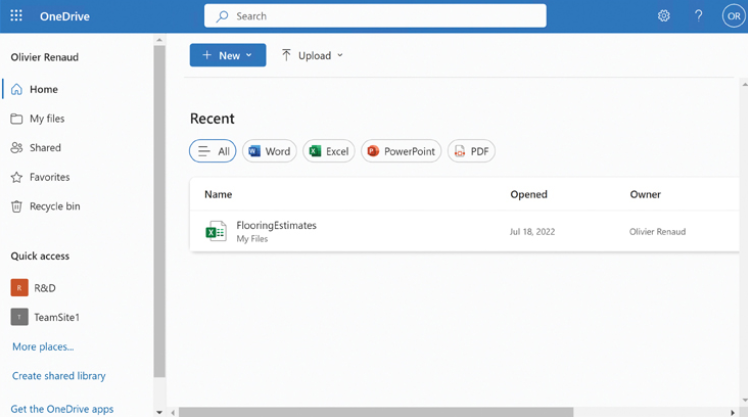 OneDrive
Search
?
OR
Olivier Renaud
Home
My files
Shared
Favorites
Recycle bin
Quick access
R R&D
T TeamSite1
More places...
Create shared library
Get the OneDrive apps
+ New
Upload
Recent
All Word Excel PowerPoint PDF
Name Opened Owner
FlooringEstimates Jul 18, 2022 Olivier Renaud
My Files